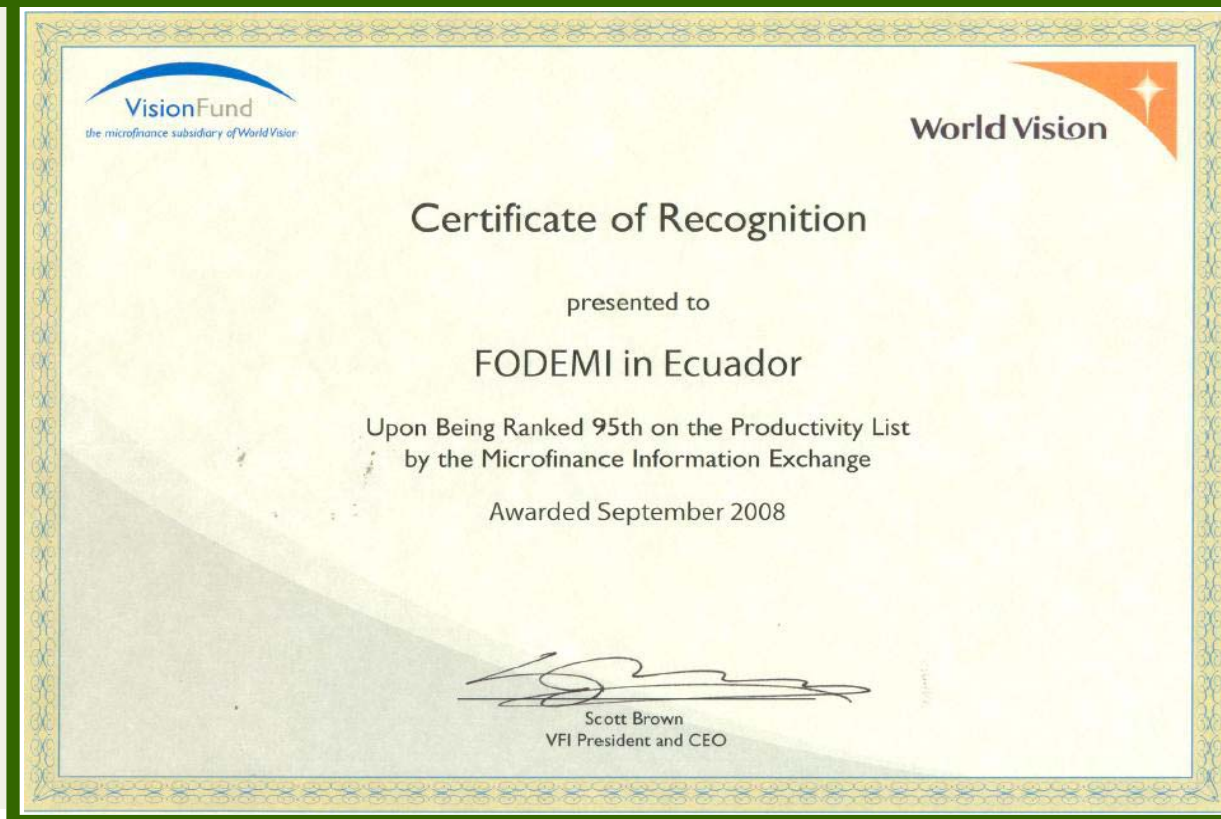 VisionFund
the microfinance subsidiary of World Vision
World Vision
Certificate of Recognition
presented to
FODEMI in Ecuador
Upon Being Ranked 95th on the Productivity List
by the Microfinance Information Exchange
Awarded September 2008
Scott Brown
VFI President and CEO